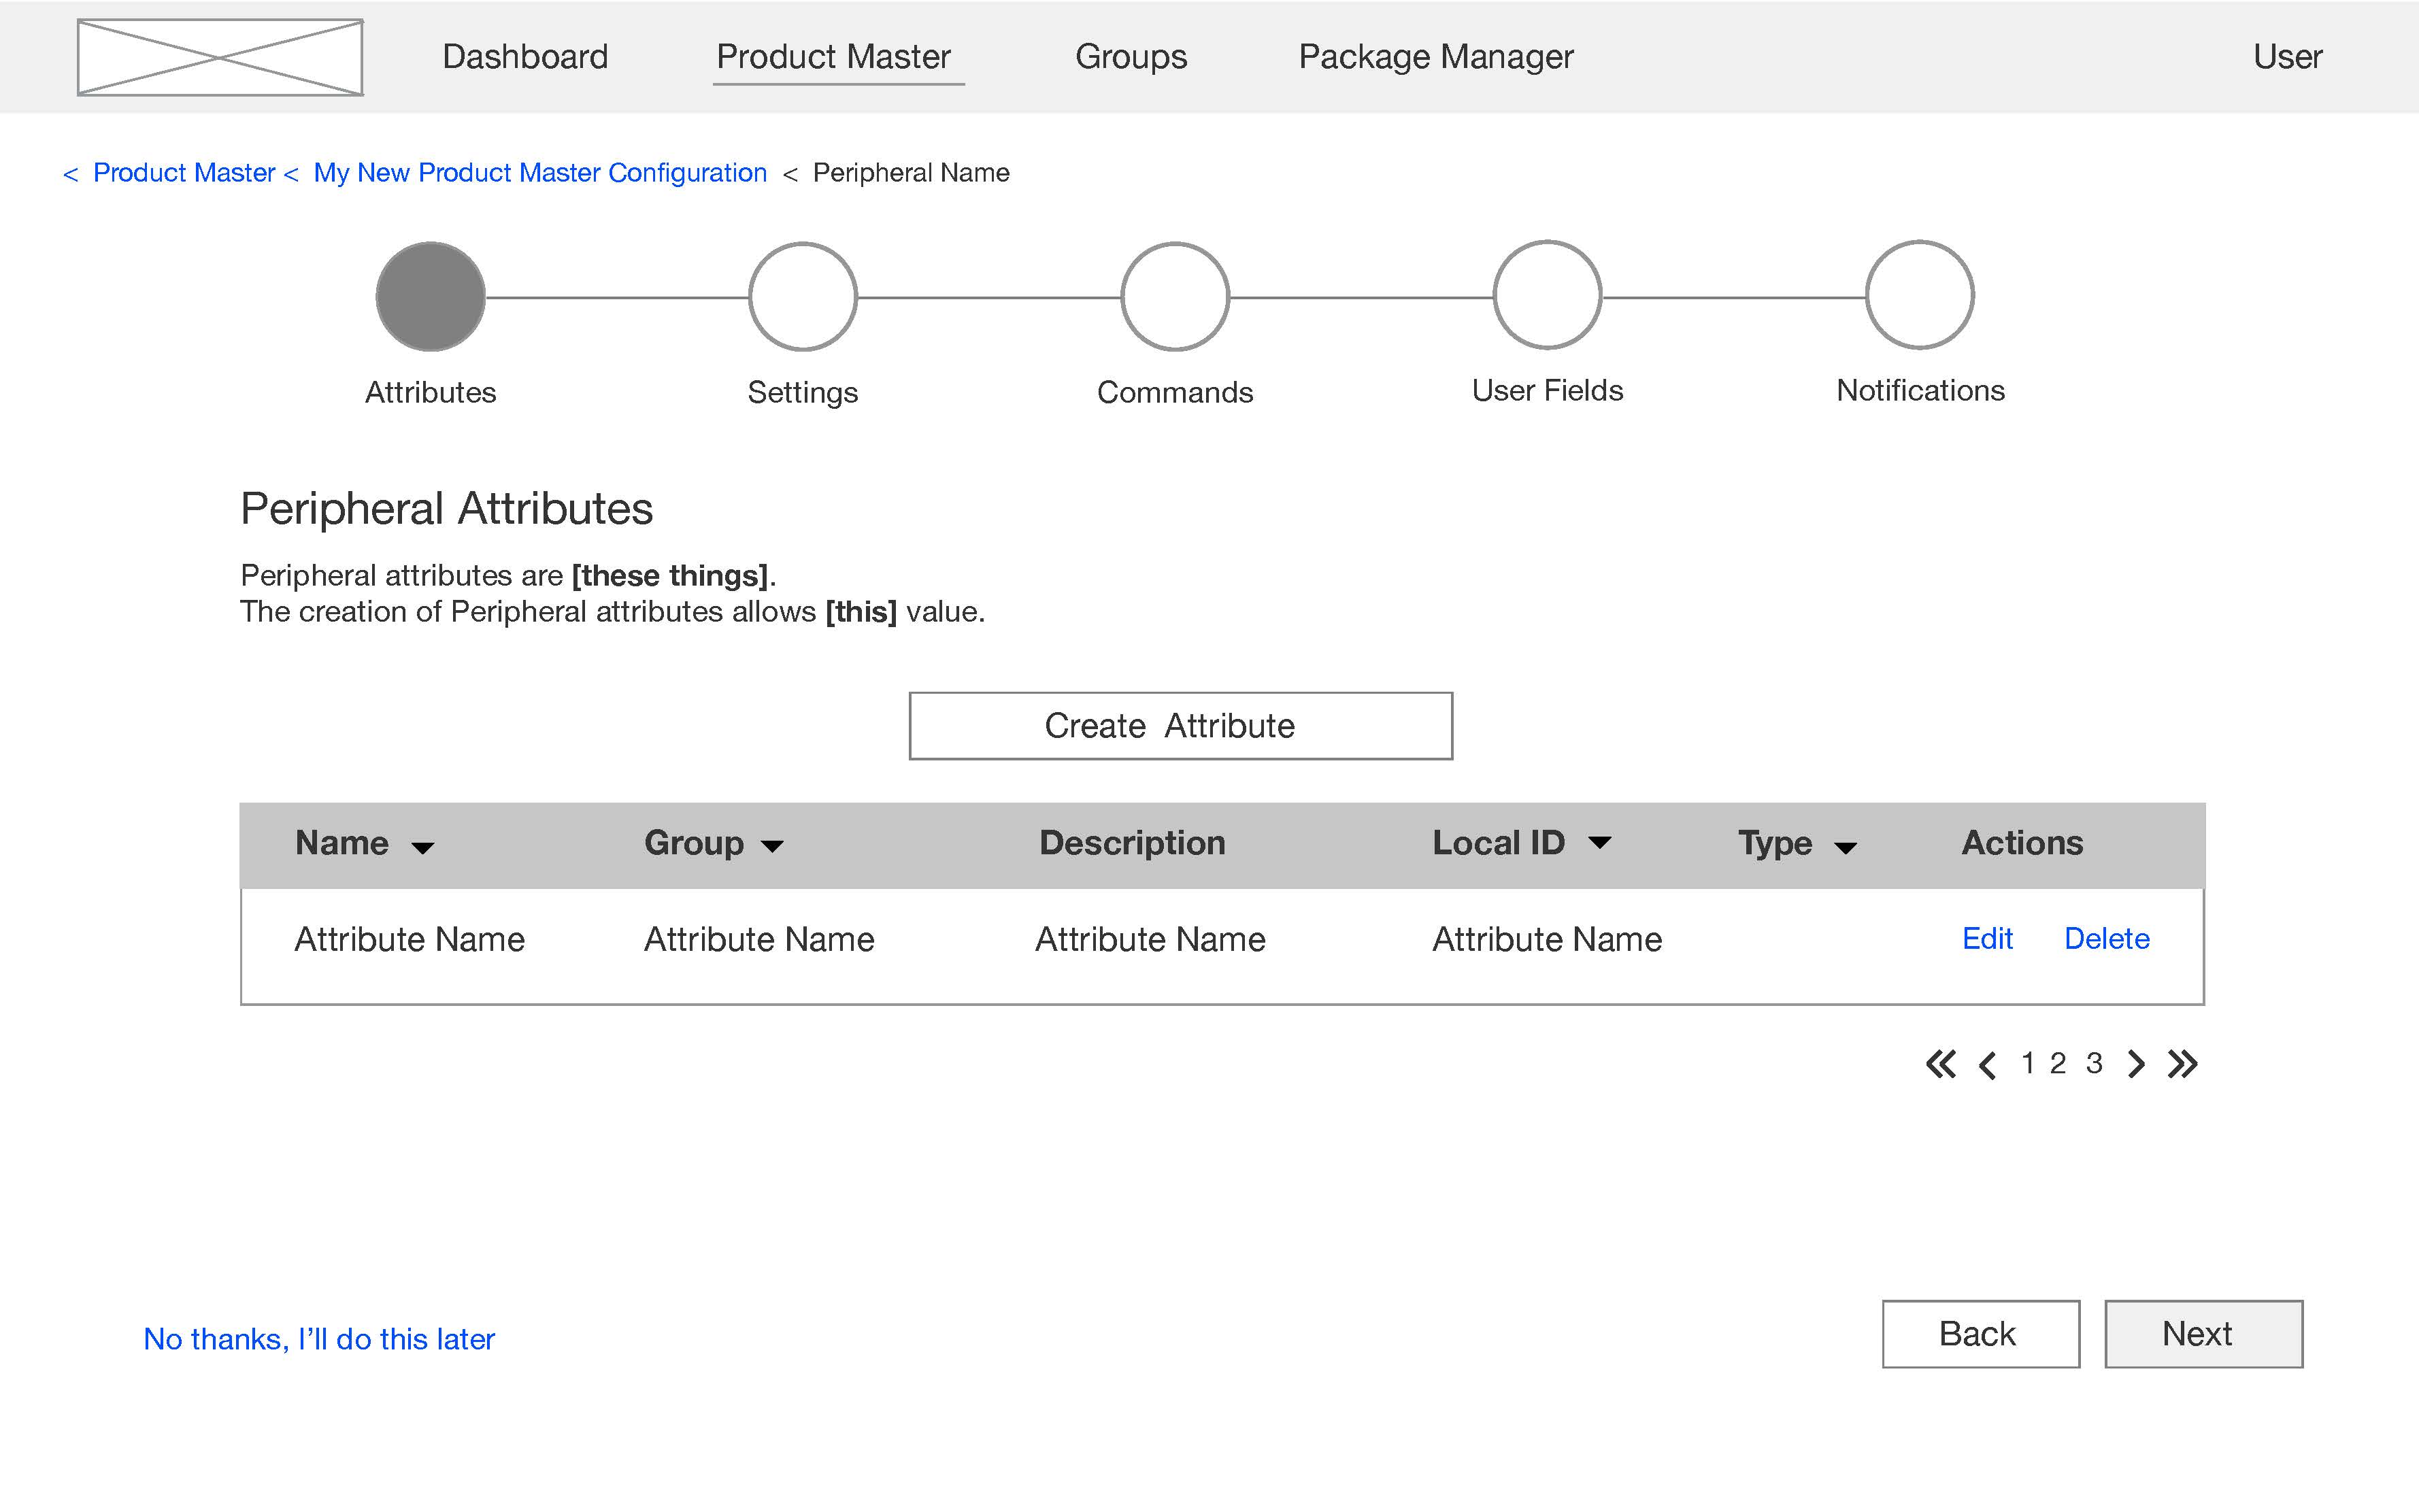 Dashboard Product Master Groups Package Manager User
< Product Master < My New Product Master Configuration < Peripheral Name
Attributes Settings Commands User Fields Notifications
Peripheral Attributes
Peripheral attributes are [these things].
The creation of Peripheral attributes allows [this] value.
Create Attribute
Name Group Description Local ID Type Actions
Attribute Name Attribute Name Attribute Name Attribute Name Edit Delete
1 2 3
No thanks, I’ll do this later
Back Next